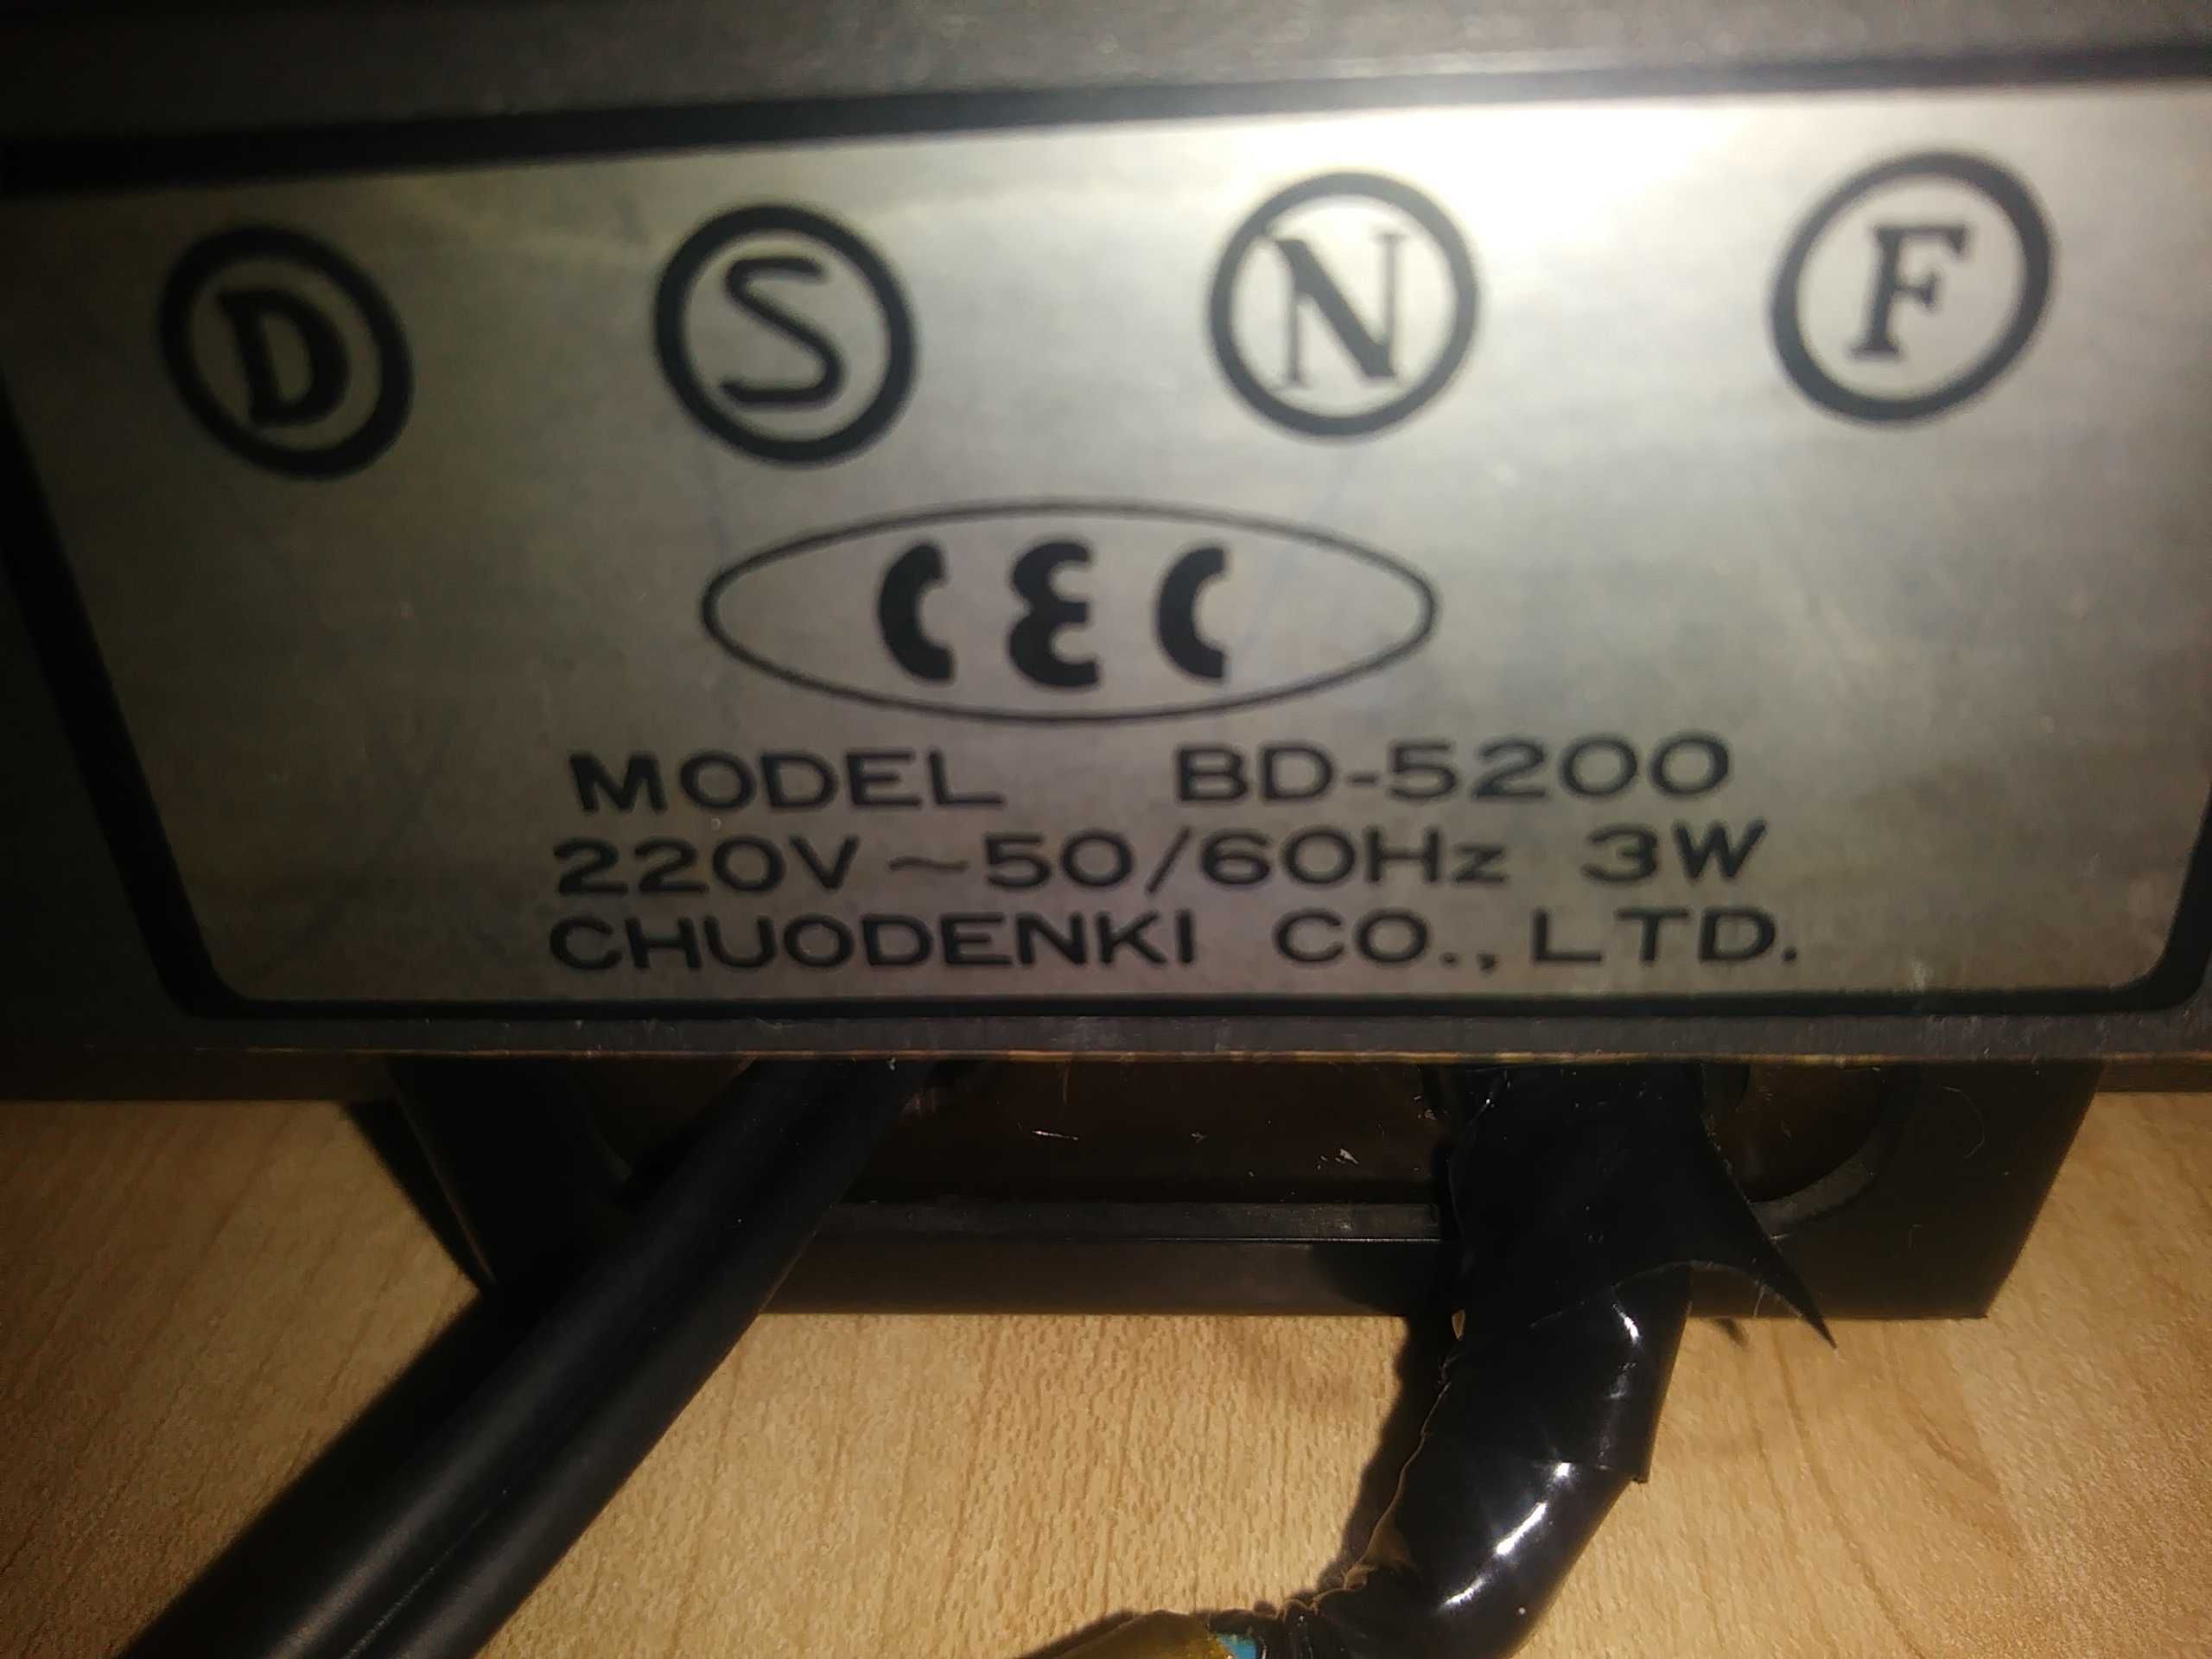 D S N F
CEC
MODEL BD-5200
220V ~50/60Hz 3W
CHUODENKI CO., LTD.